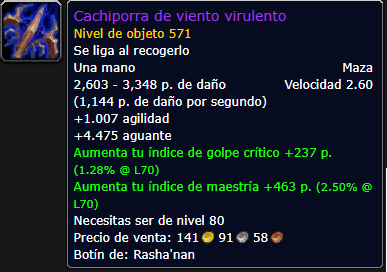 Cachiporra de viento virulento
Nivel de objeto 571
Se liga al recogerlo
Una mano Maza
2,603 - 3,348 p. de daño Velocidad 2.60
(1,144 p. de daño por segundo)
+1.007 agilidad
+4.475 aguante
Aumenta tu índice de golpe crítico +237 p.
(1.28% @ L70)
Aumenta tu índice de maestría +463 p. (2.50% @
L70)
Necesitas ser de nivel 80
Precio de venta: 141 91 58
Botín de: Rasha'nan